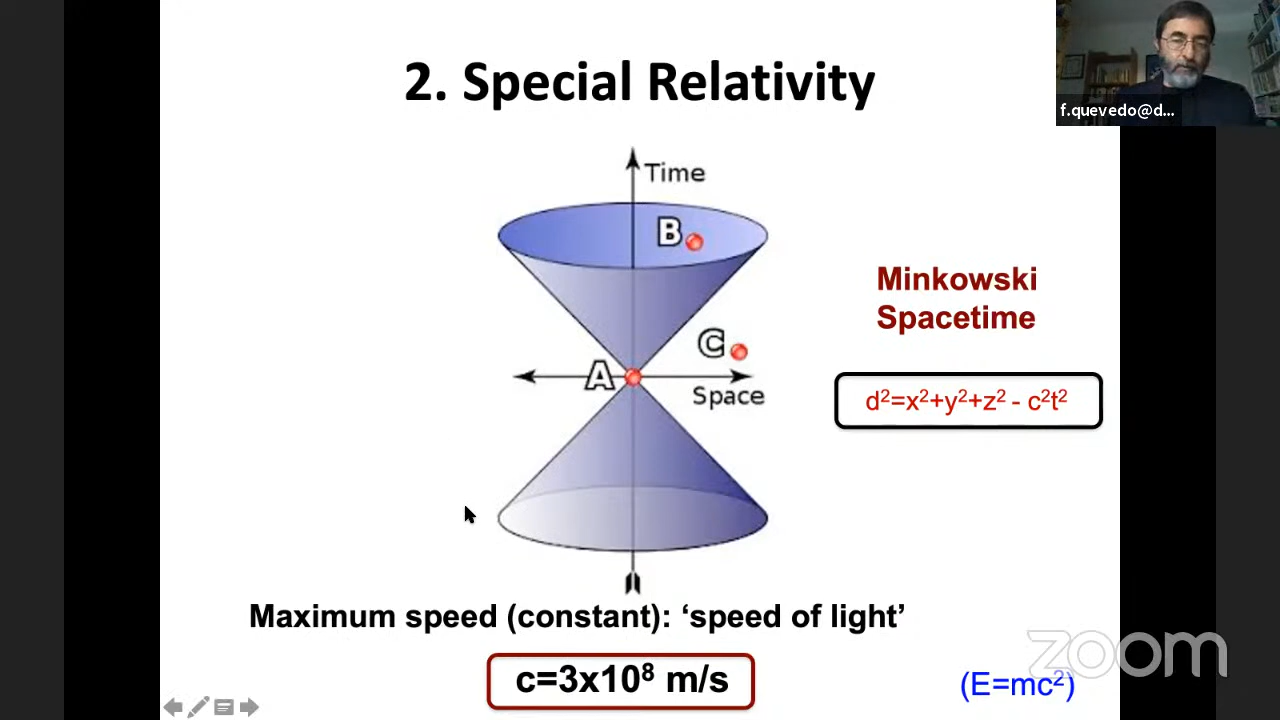 2. Special Relativity
f.quevedo@d...
Time
B
C
A
Space
Minkowski
Spacetime
d²=x²+y²+z² - c²t²
Maximum speed (constant): ‘speed of light’
c=3x10⁸ m/s
(E=mc²)
zoom